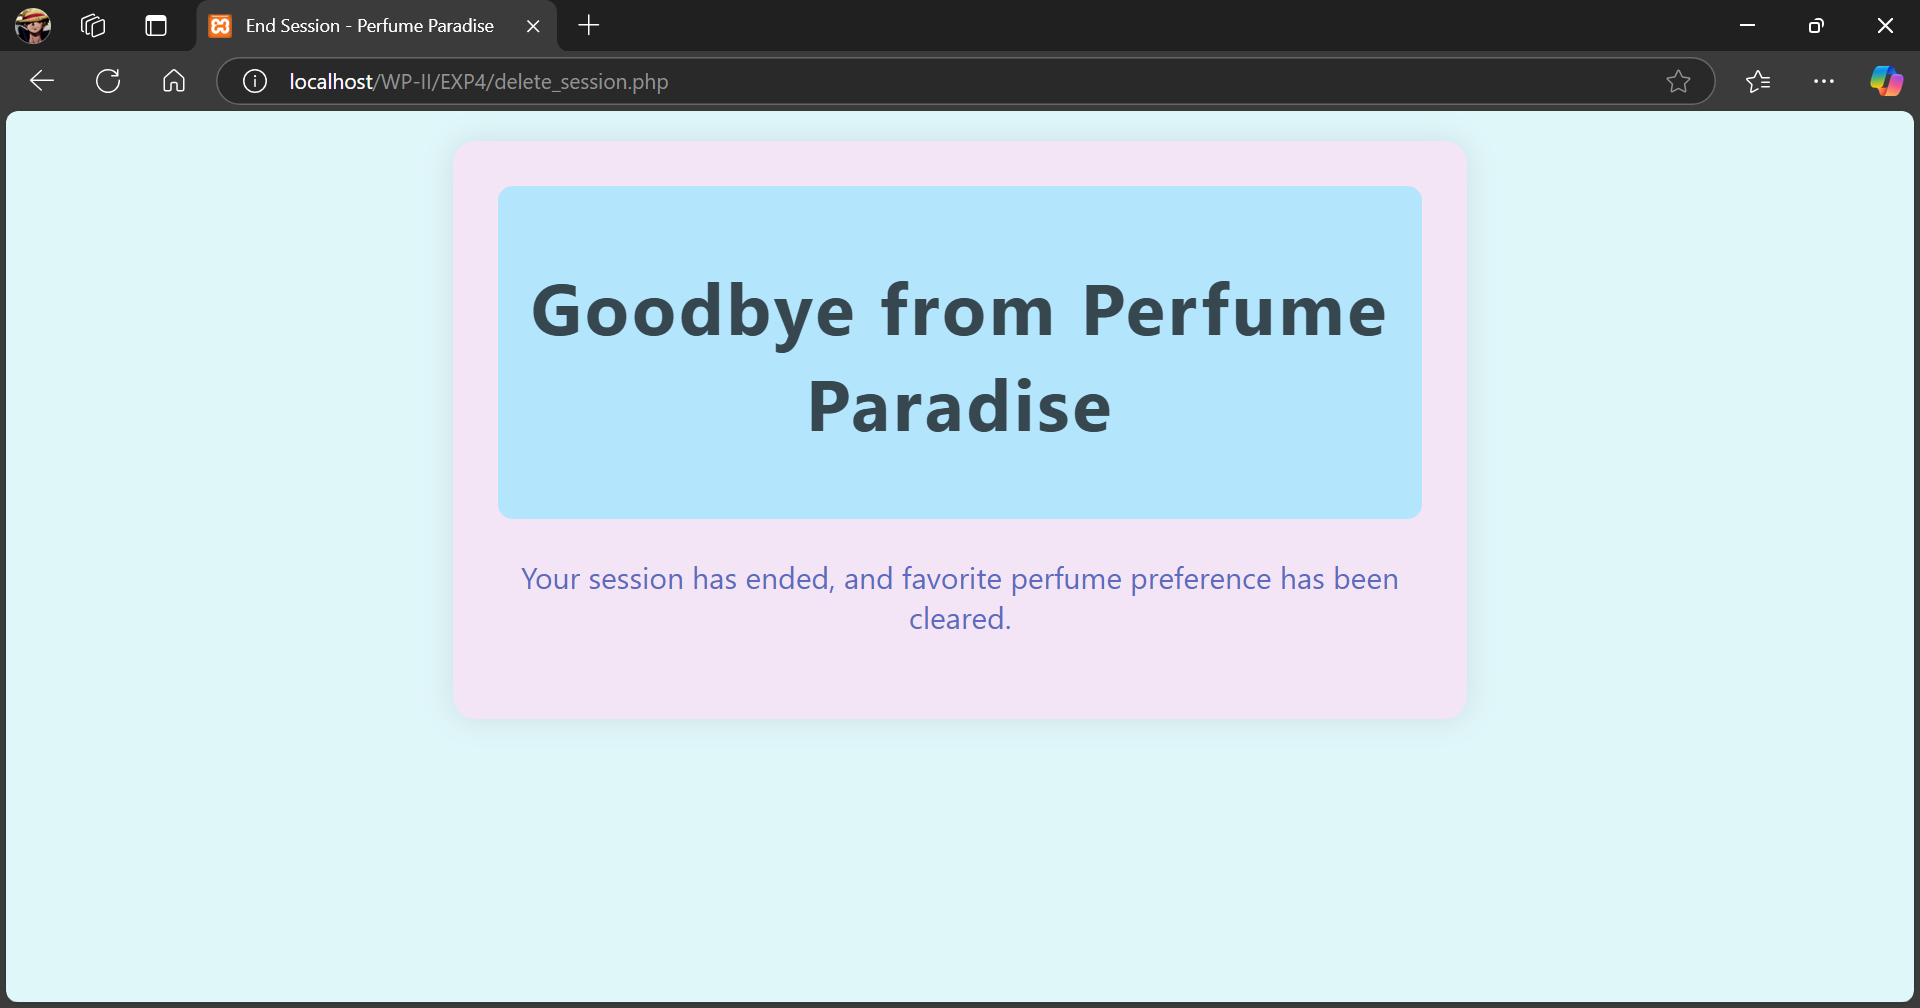 End Session - Perfume Paradise
localhost/WP-II/EXP4/delete_session.php
Goodbye from Perfume
Paradise
Your session has ended, and favorite perfume preference has been
cleared.